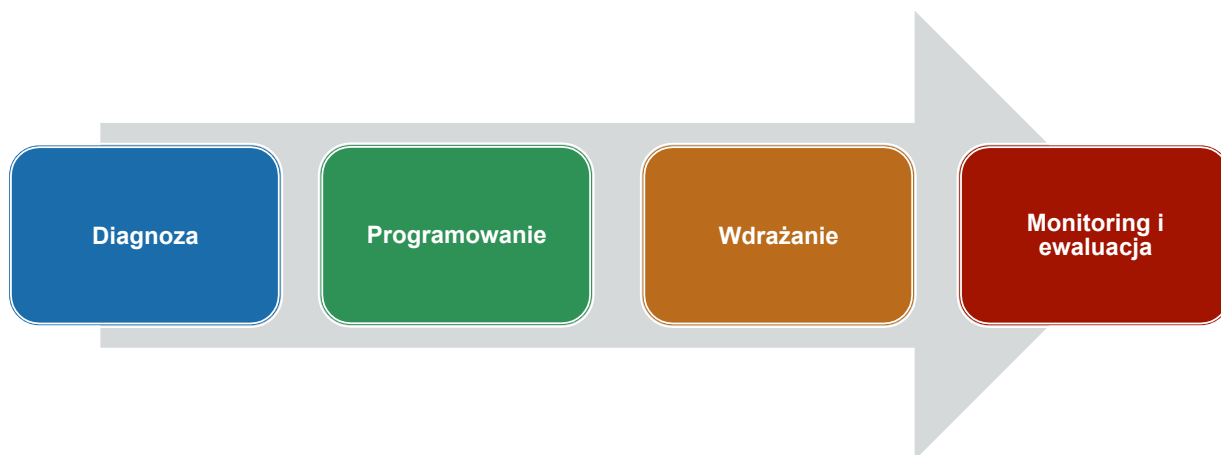 Diagnoza
Programowanie
Wdrażanie
Monitoring i
ewaluacja